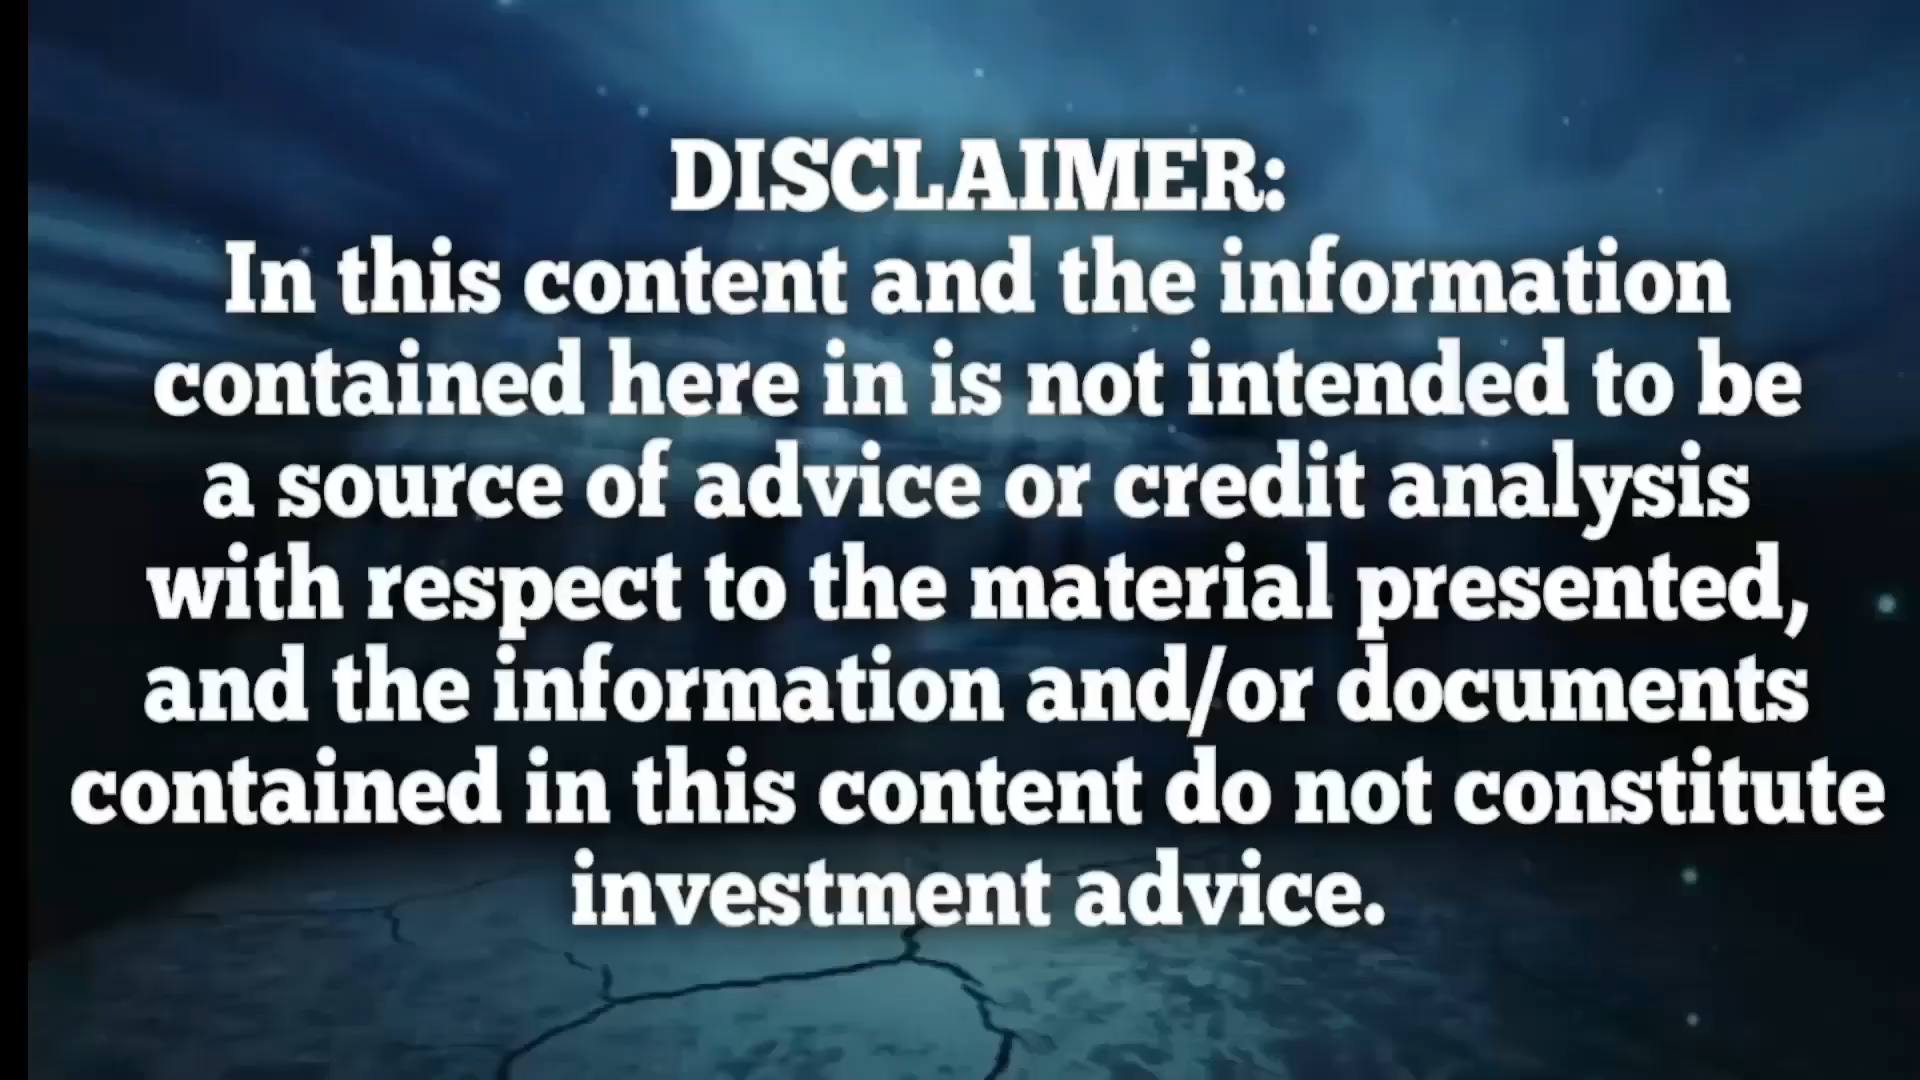 DISCLAIMER:
In this content and the information
contained here in is not intended to be
a source of advice or credit analysis
with respect to the material presented,
and the information and/or documents
contained in this content do not constitute
investment advice.